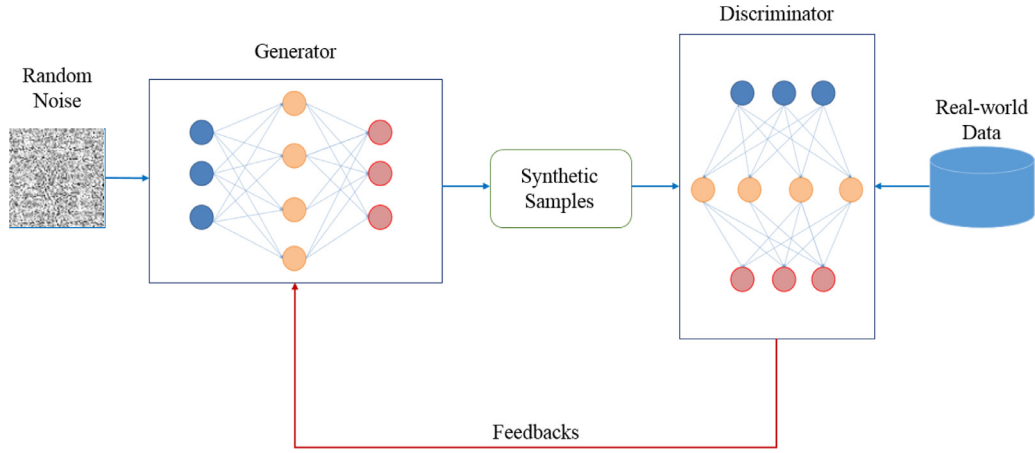 Discriminator
Generator
Random
Noise
Real-world
Data
Synthetic
Samples
Feedbacks